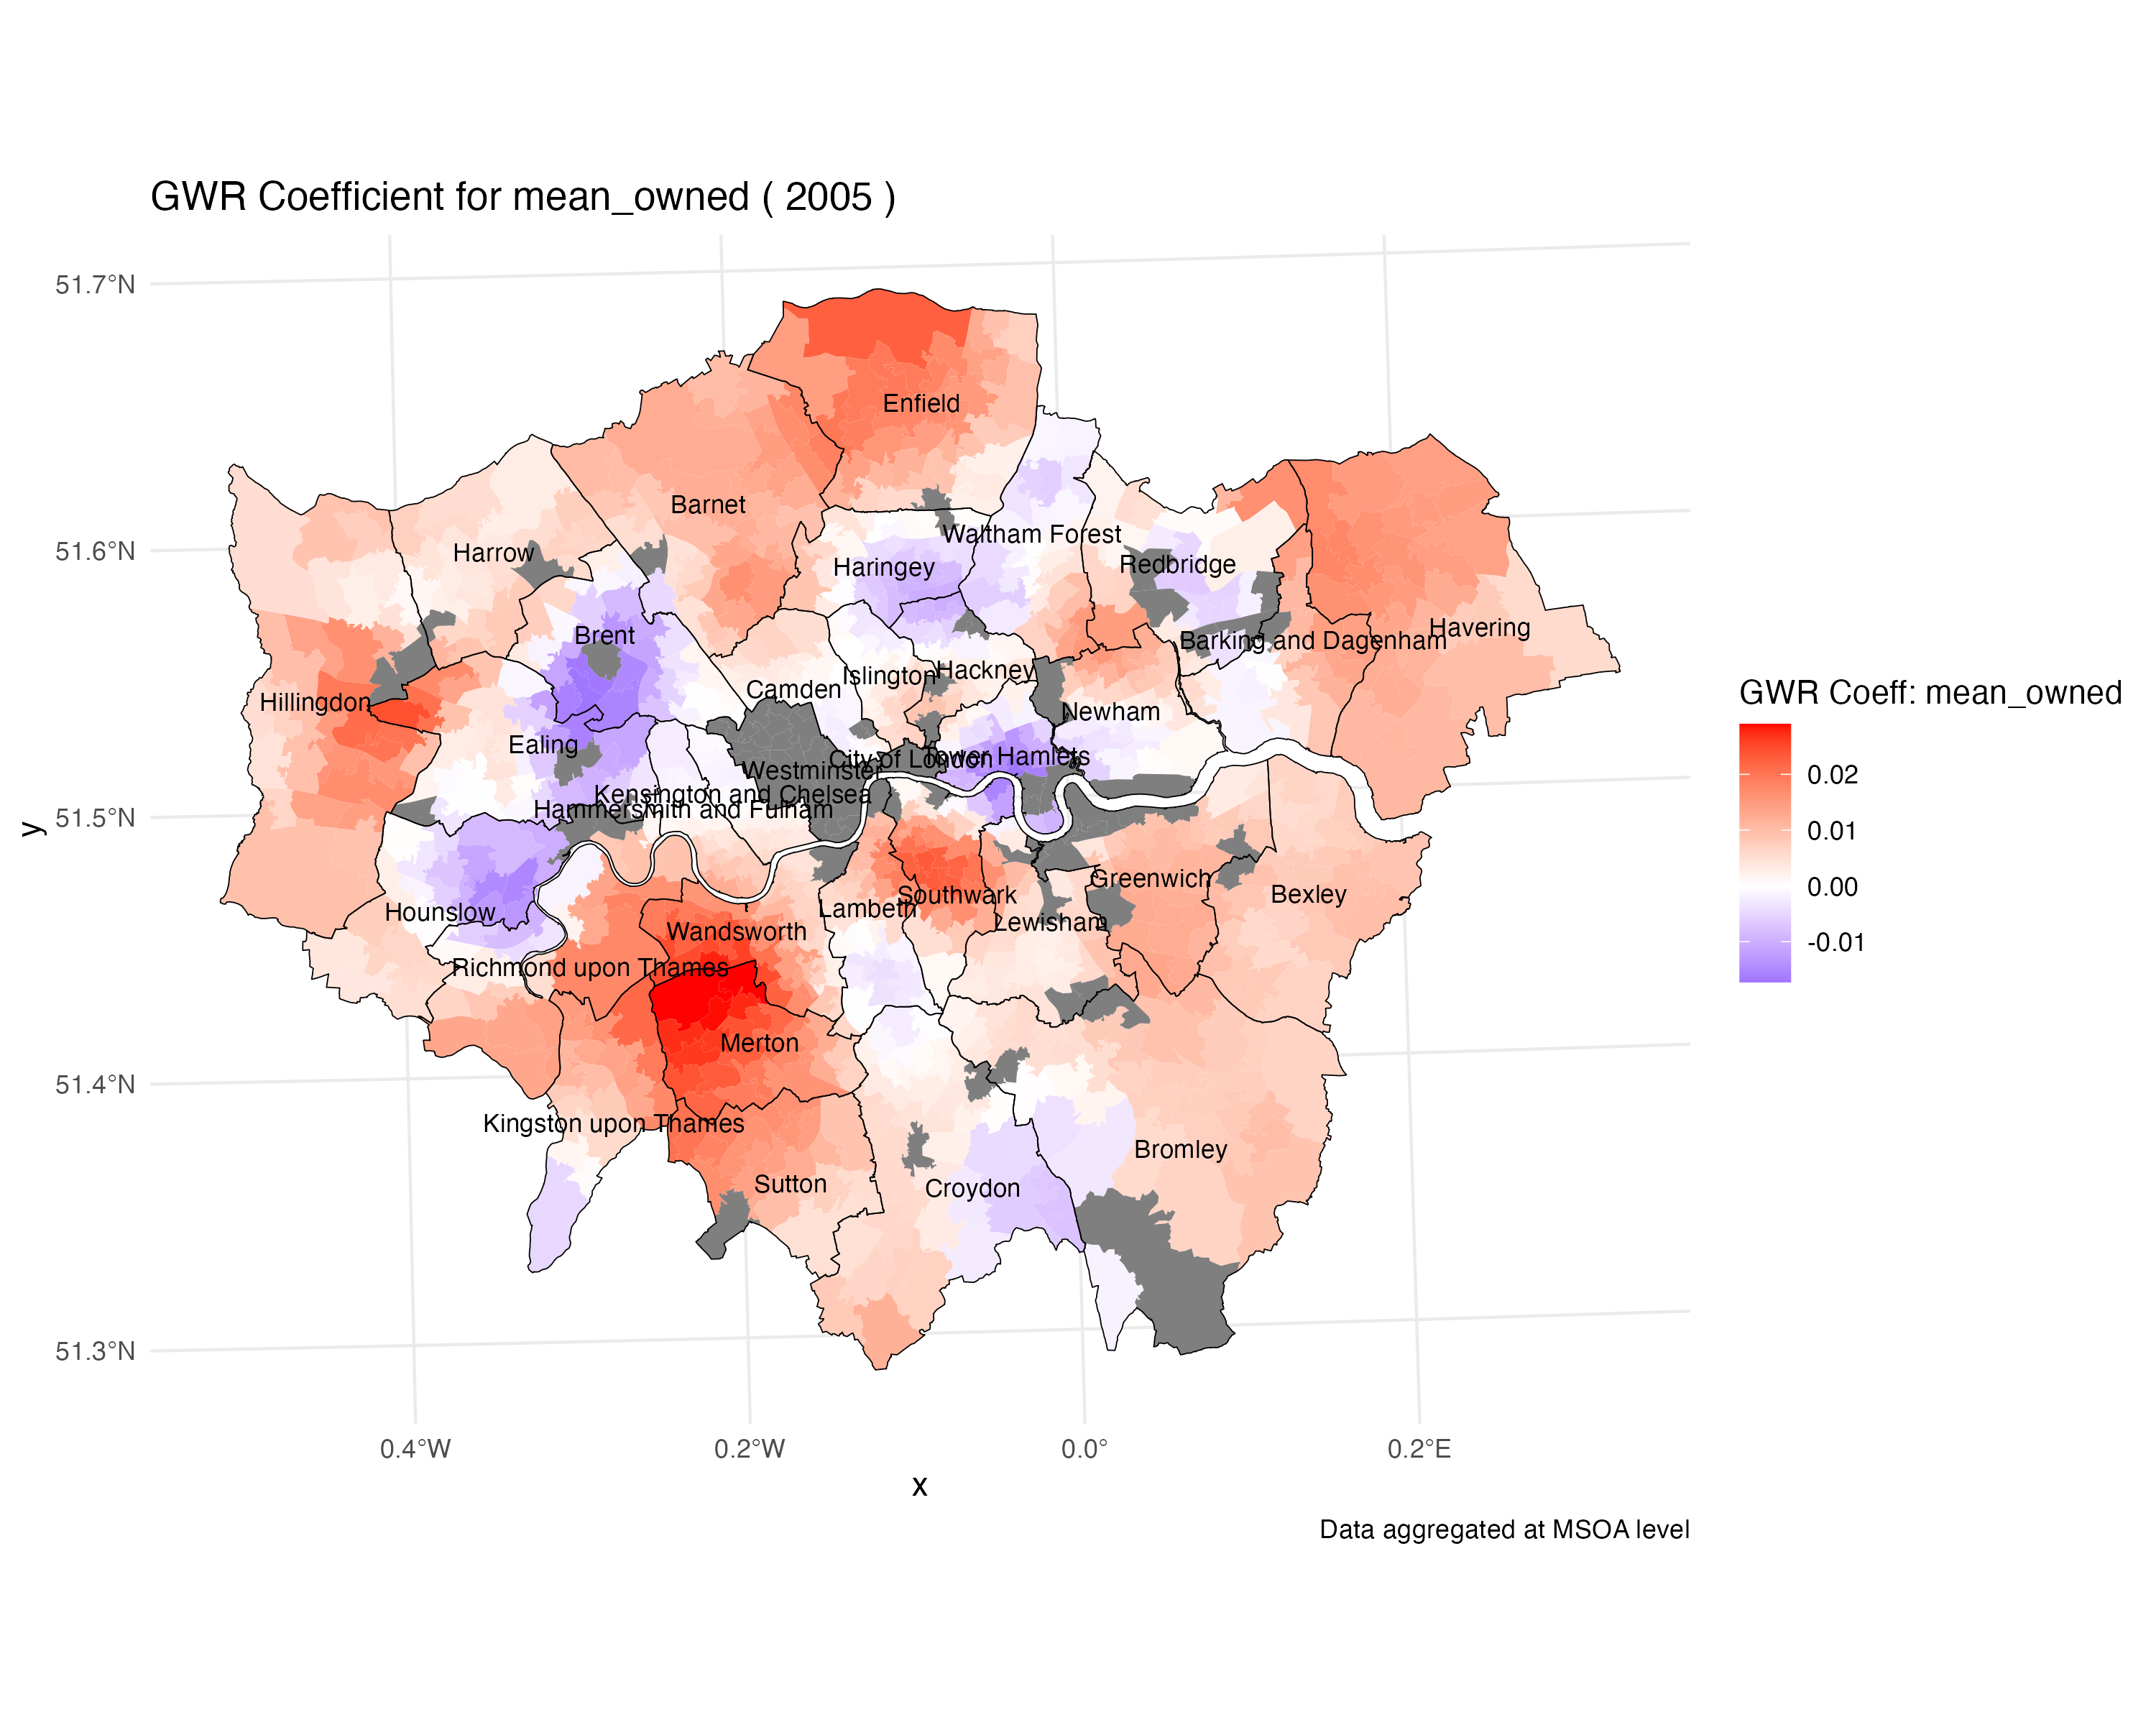 GWR Coefficient for mean_owned ( 2005 )
51.7°N
51.6°N
51.5°N
51.4°N
51.3°N
y
Enfield
Barnet
Waltham Forest
Harrow
Haringey
Redbridge
Brent
Barking and Dagenham
Havering
Islington
Hackney
Camden
Hillingdon
Newham
Ealing
City of London
Tower Hamlets
Westminster
Kensington and Chelsea
Hammersmith and Fulham
Greenwich
Southwark
Bexley
Lambeth
Hounslow
Lewisham
Wandsworth
Richmond upon Thames
Merton
Kingston upon Thames
Bromley
Sutton
Croydon
0.4°W
0.2°W
0.0°
0.2°E
x
GWR Coeff: mean_owned
0.02
0.01
0.00
-0.01
Data aggregated at MSOA level